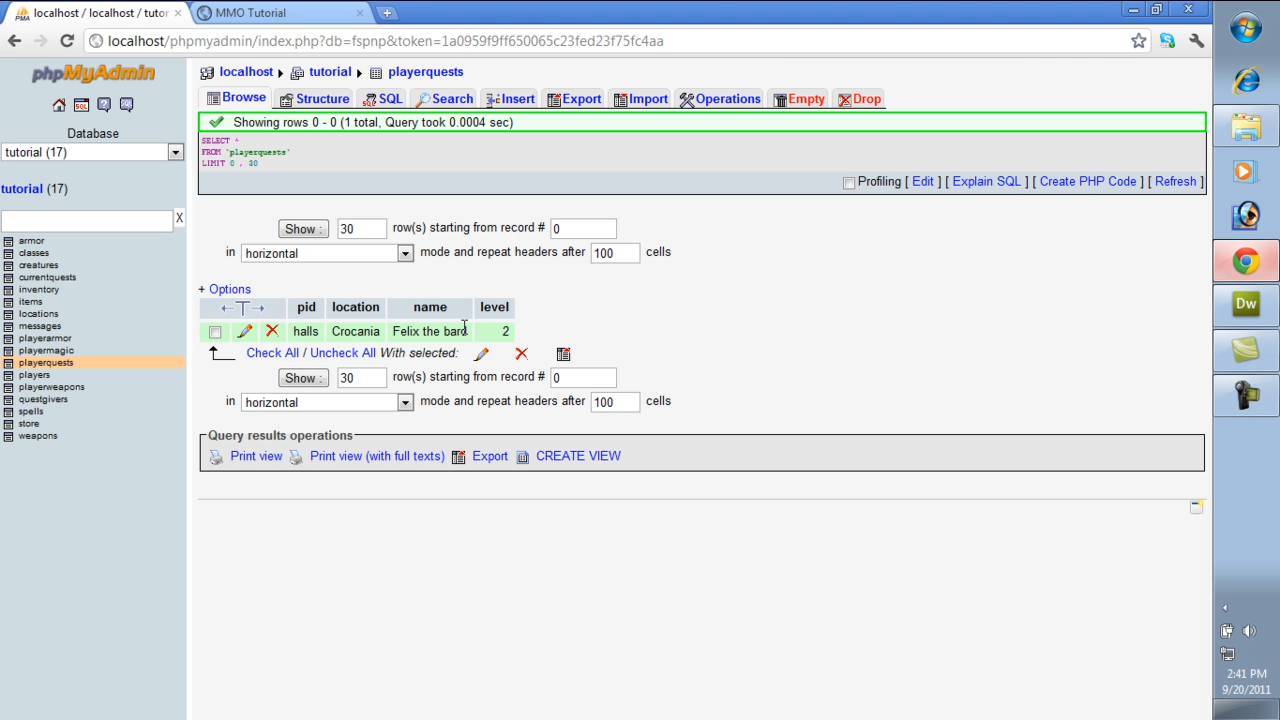 localhost / localhost / tutor
MMO Tutorial
localhost/phpmyadmin/index.php?db=fspnp&token=1a0959f9ff650065c23fed23f75fc4aa
phpMyAdmin
Database
tutorial (17)
tutorial (17)
X
armor
classes
creatures
currentquests
inventory
items
locations
messages
playerarmor
playermagic
playerquests
players
playerweapons
questgivers
spells
store
weapons
localhost ▸ tutorial ▸ playerquests
Browse Structure SQL Search Insert Export Import Operations Empty Drop
Showing rows 0 - 0 (1 total, Query took 0.0004 sec)
SELECT *
FROM `playerquests`
LIMIT 0 , 30
Profiling [ Edit ] [ Explain SQL ] [ Create PHP Code ] [ Refresh ]
Show : 30 row(s) starting from record # 0
in horizontal mode and repeat headers after 100 cells
+ Options
←T→ pid location name level
halls Crocania Felix the bard 2
Check All / Uncheck All With selected:
Show : 30 row(s) starting from record # 0
in horizontal mode and repeat headers after 100 cells
Query results operations
Print view Print view (with full texts) Export CREATE VIEW
Dw
2:41 PM
9/20/2011